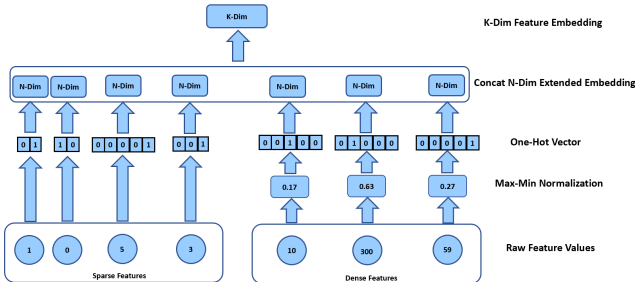 K-Dim
K-Dim Feature Embedding
N-Dim N-Dim N-Dim N-Dim N-Dim N-Dim N-Dim
Concat N-Dim Extended Embedding
0 1 1 0 0 0 0 0 1 0 0 1 0 0 1 0 0 0 1 0 0 0 0 0 0 0 1
One-Hot Vector
0.17 0.63 0.27
Max-Min Normalization
1 0 5 3 10 300 59
Raw Feature Values
Sparse Features
Dense Features